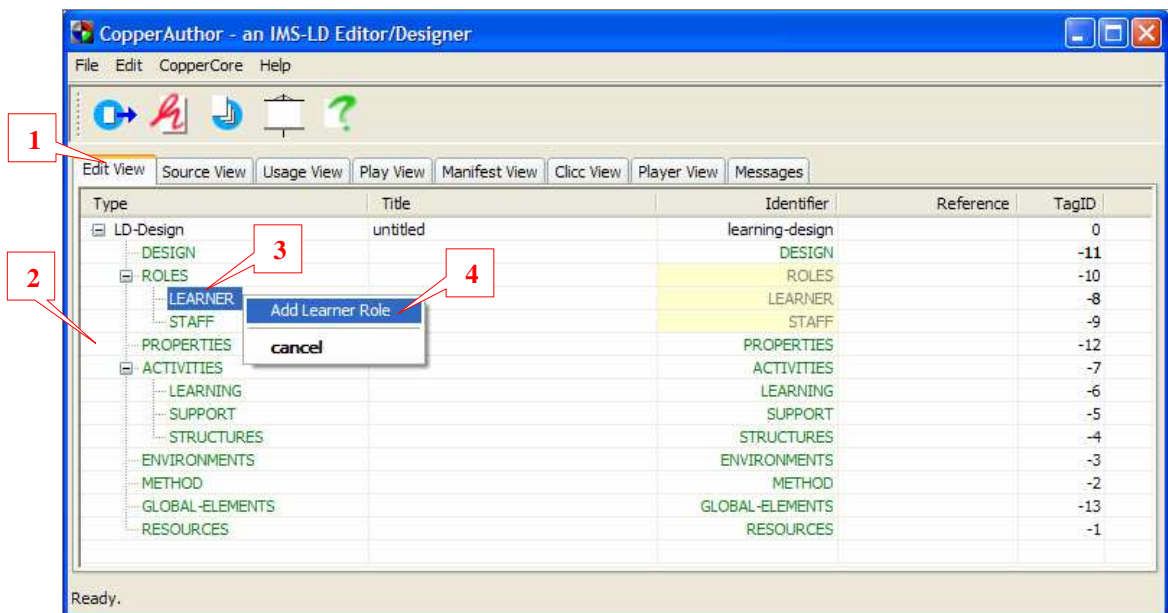 CopperAuthor - an IMS-LD Editor/Designer
File Edit CopperCore Help
1
Edit View Source View Usage View Play View Manifest View Clicc View Player View Messages
Type Title Identifier Reference TagID
LD-Design untitled learning-design 0
DESIGN DESIGN -11
3
ROLES ROLES -10
2
4
LEARNER LEARNER -8
Add Learner Role
STAFF STAFF -9
PROPERTIES PROPERTIES -12
cancel
ACTIVITIES ACTIVITIES -7
LEARNING LEARNING -6
SUPPORT SUPPORT -5
STRUCTURES STRUCTURES -4
ENVIRONMENTS ENVIRONMENTS -3
METHOD METHOD -2
GLOBAL-ELEMENTS GLOBAL-ELEMENTS -13
RESOURCES RESOURCES -1
Ready.